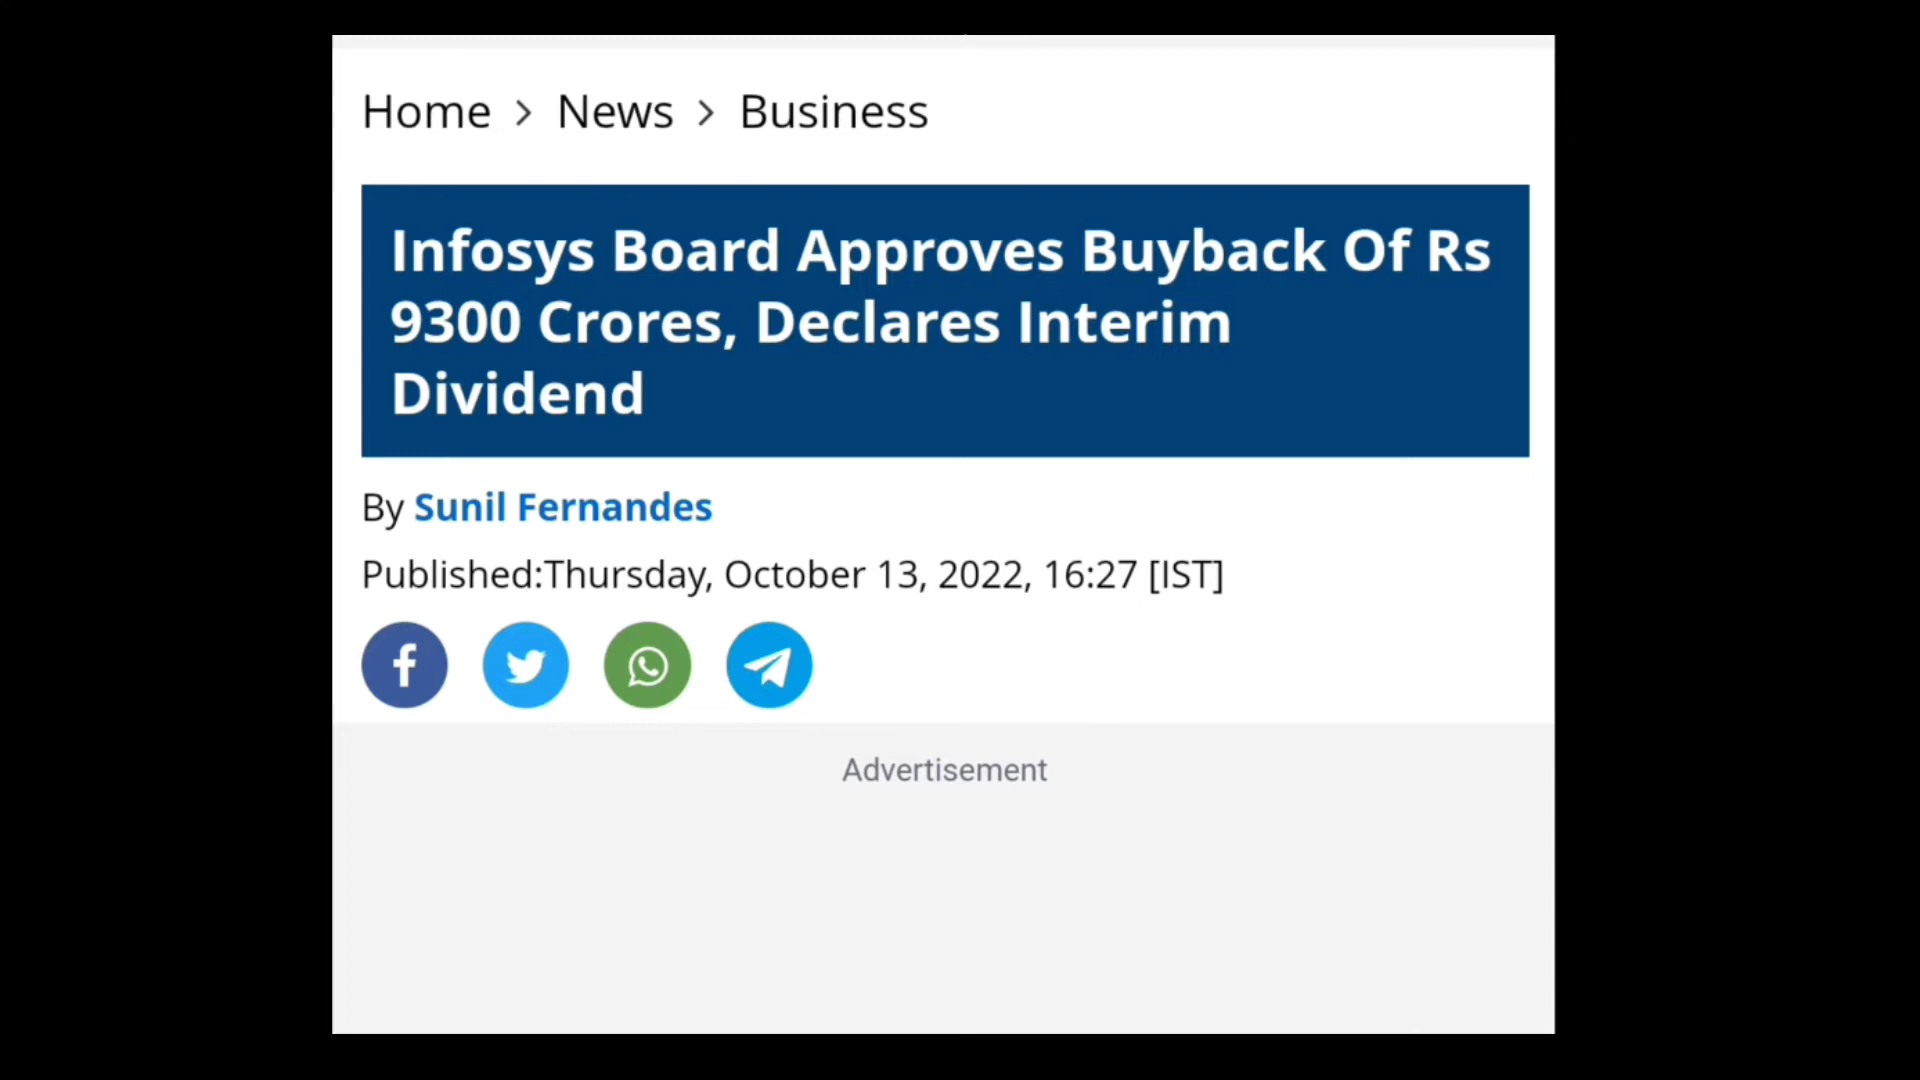 Home > News > Business
Infosys Board Approves Buyback Of Rs
9300 Crores, Declares Interim
Dividend
By Sunil Fernandes
Published:Thursday, October 13, 2022, 16:27 [IST]
Advertisement